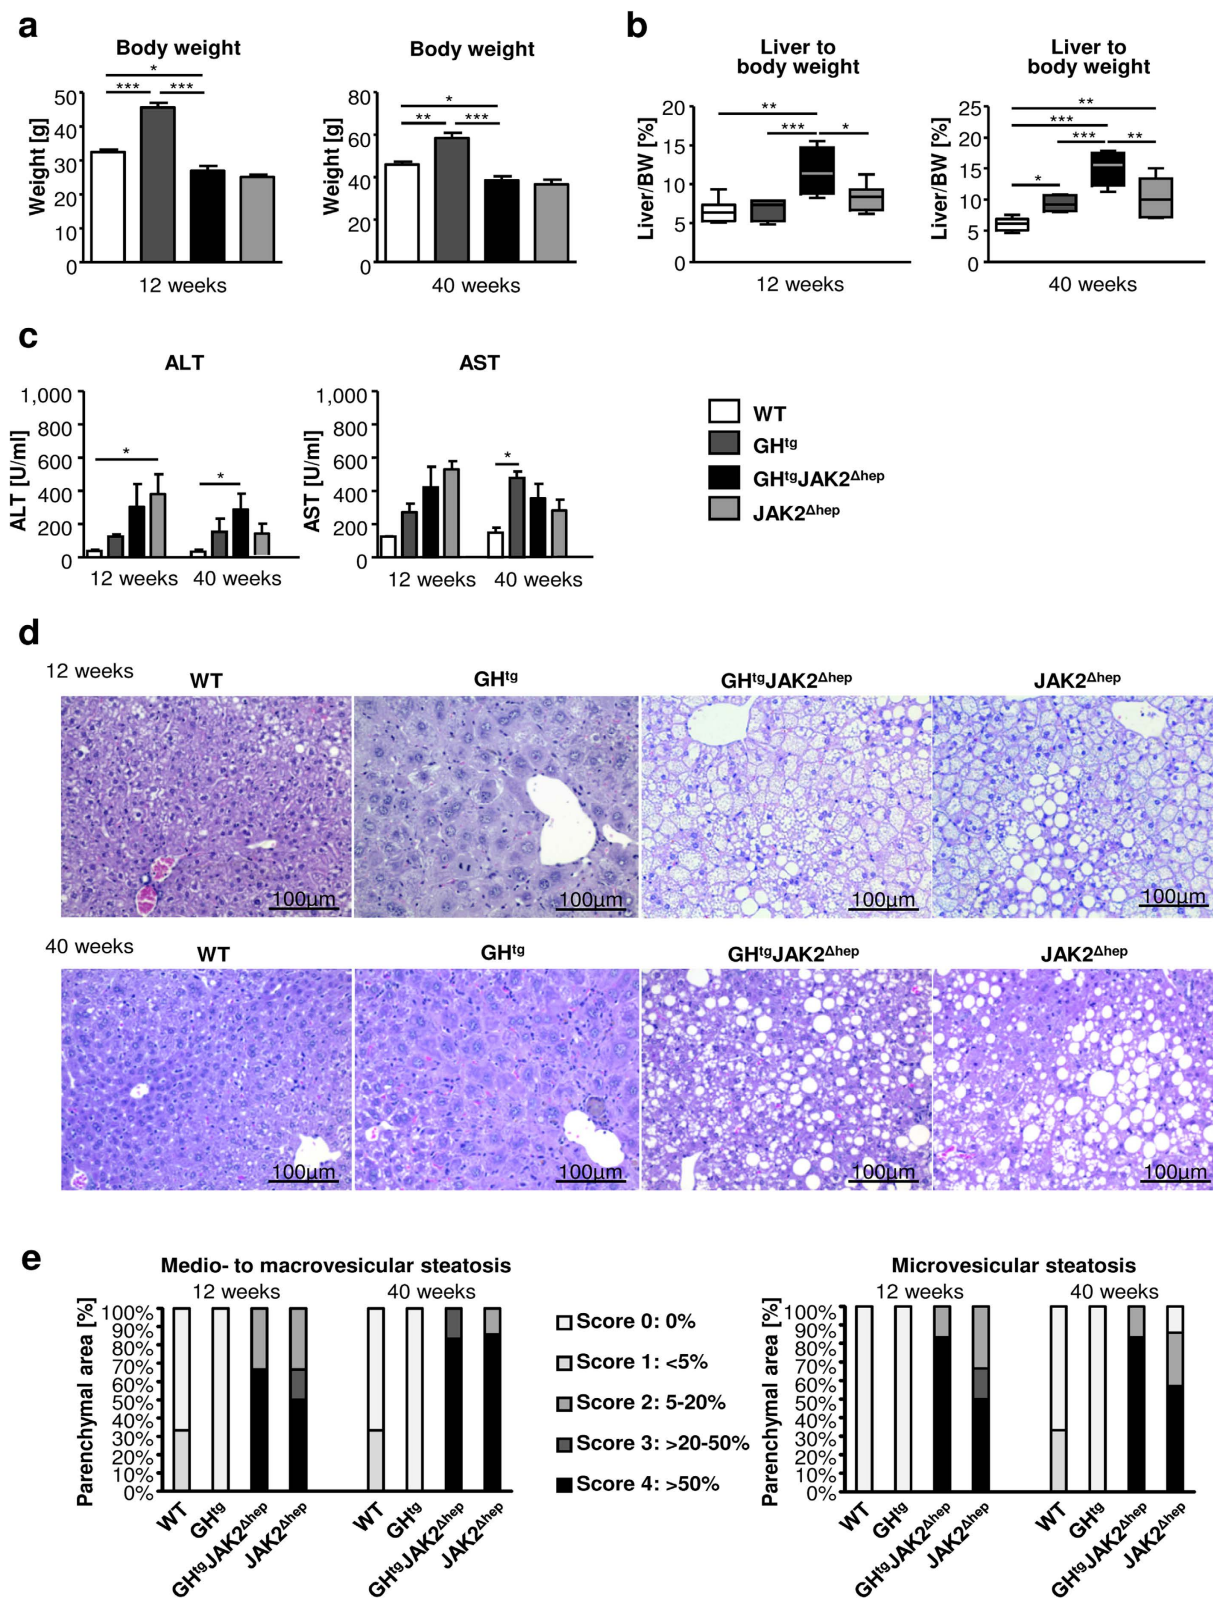 a
Body weight
Weight [g]
50
40
30
20
10
0
*
*** ***
12 weeks
Body weight
Weight [g]
80
60
40
20
0
*
** ***
40 weeks
b
Liver to
body weight
Liver/BW [%]
20
15
10
5
0
**
*** *
12 weeks
Liver to
body weight
Liver/BW [%]
25
20
15
10
5
0
**
***
*** **
*
40 weeks
c
ALT
ALT [U/ml]
1,000
800
600
400
200
0
*
*
12 weeks 40 weeks
AST
AST [U/ml]
1,000
800
600
400
200
0
*
12 weeks 40 weeks
WT
GHtg
GHtgJAK2Δhep
JAK2Δhep
d
12 weeks
WT GHtg GHtgJAK2Δhep JAK2Δhep
100μm 100μm 100μm 100μm
40 weeks
WT GHtg GHtgJAK2Δhep JAK2Δhep
100μm 100μm 100μm 100μm
e
Medio- to macrovesicular steatosis
12 weeks 40 weeks
Parenchymal area [%]
100%
90%
80%
70%
60%
50%
40%
30%
20%
10%
0%
WT GHtg GHtgJAK2Δhep JAK2Δhep WT GHtg GHtgJAK2Δhep JAK2Δhep
Score 0: 0%
Score 1: <5%
Score 2: 5-20%
Score 3: >20-50%
Score 4: >50%
Microvesicular steatosis
12 weeks 40 weeks
Parenchymal area [%]
100%
90%
80%
70%
60%
50%
40%
30%
20%
10%
0%
WT GHtg GHtgJAK2Δhep JAK2Δhep WT GHtg GHtgJAK2Δhep JAK2Δhep